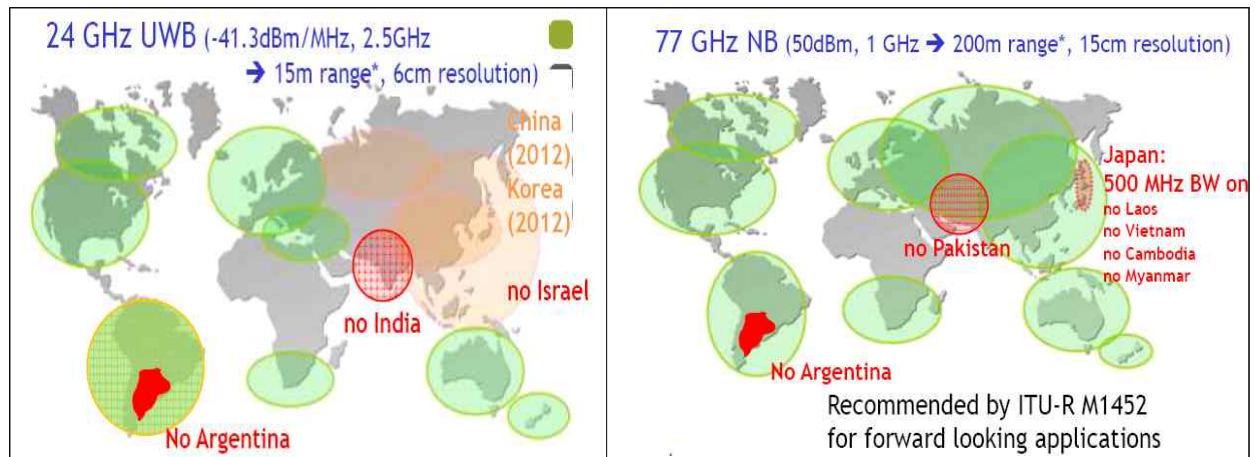 24 GHz UWB (-41.3dBm/MHz, 2.5GHz
➔ 15m range*, 6cm resolution)
China
(2012)
Korea
(2012)
no Israel
no India
No Argentina
77 GHz NB (50dBm, 1 GHz ➔ 200m range*, 15cm resolution)
Japan:
500 MHz BW on
no Laos
no Vietnam
no Cambodia
no Myanmar
no Pakistan
No Argentina
Recommended by ITU-R M1452
for forward looking applications